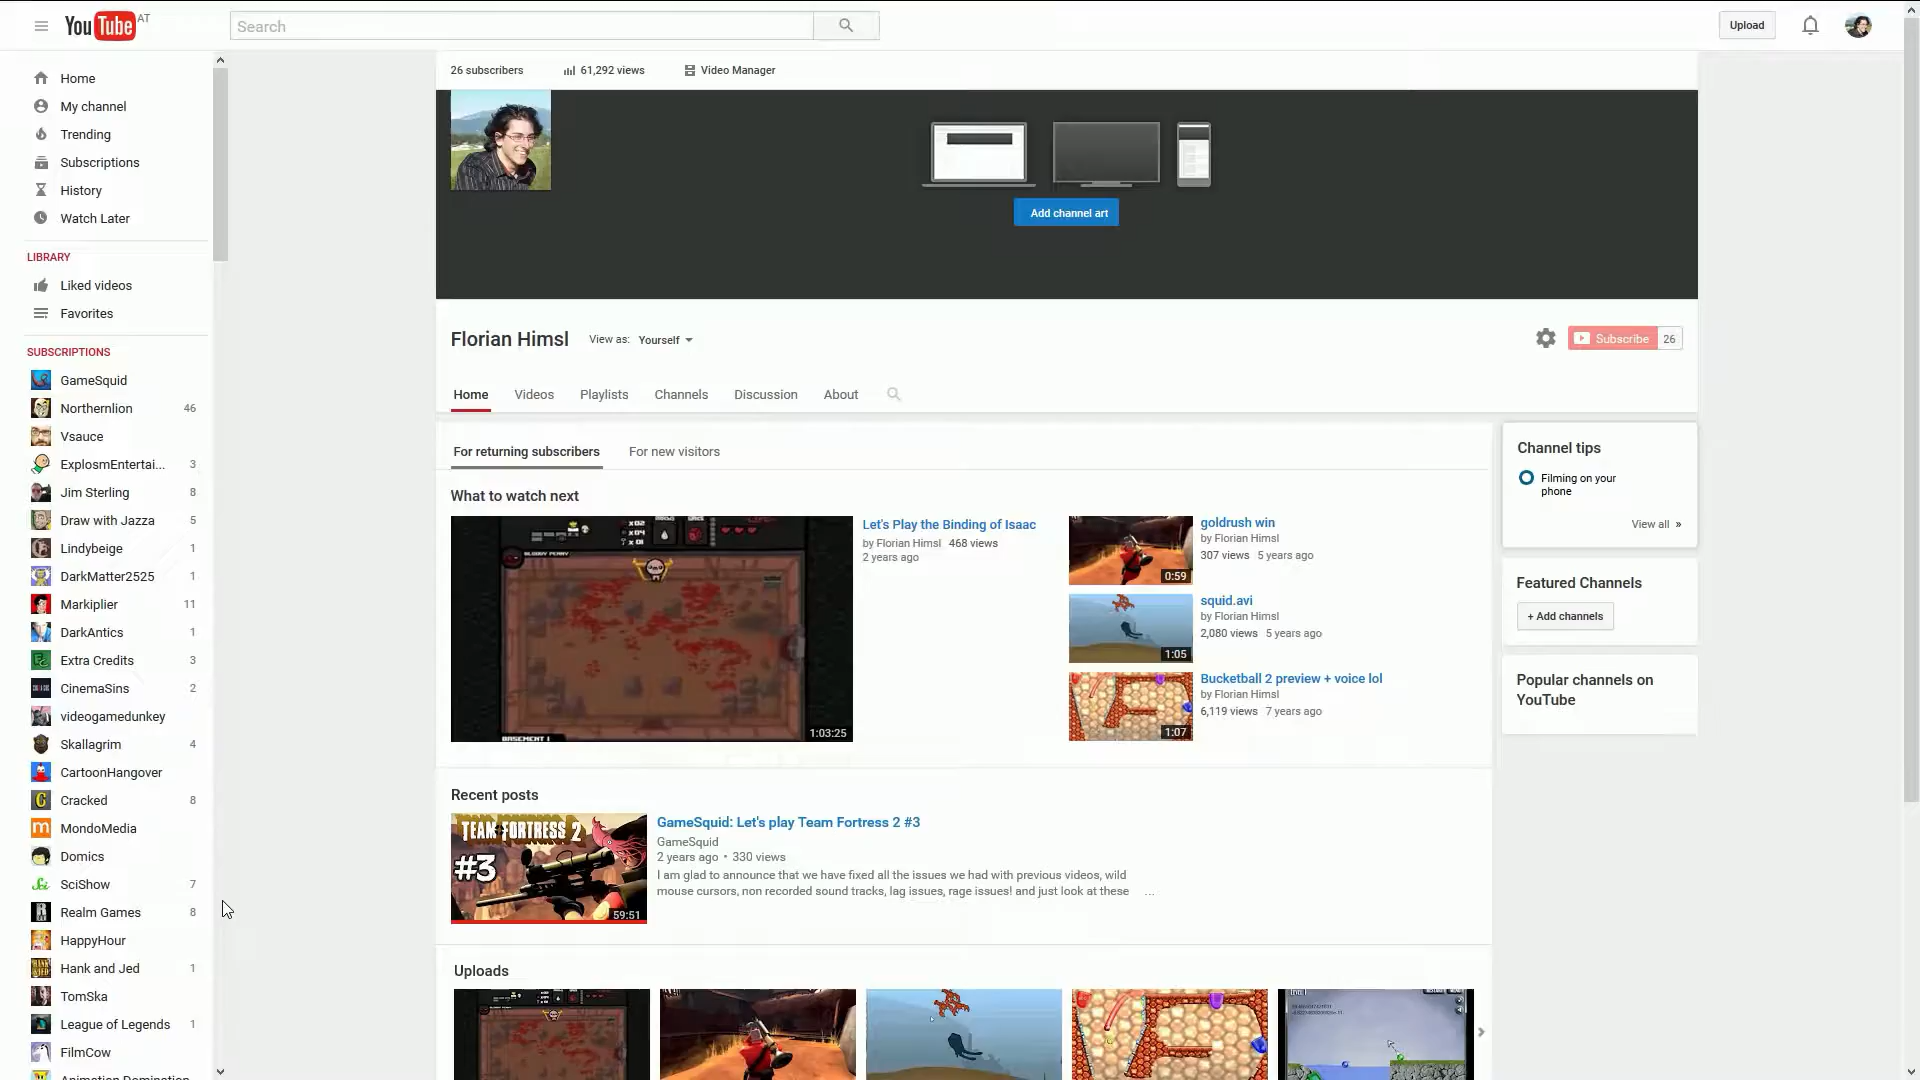 YouTube AT
Search
Upload
Home
My channel
Trending
Subscriptions
History
Watch Later
LIBRARY
Liked videos
Favorites
SUBSCRIPTIONS
GameSquid
Northernlion 46
Vsauce
ExplosmEntertai... 3
Jim Sterling 8
Draw with Jazza 5
Lindybeige 1
DarkMatter2525 1
Markiplier 11
DarkAntics 1
Extra Credits 3
CinemaSins 2
videogamedunkey
Skallagrim 4
CartoonHangover
Cracked 8
MondoMedia
Domics
SciShow 7
Realm Games 8
HappyHour
Hank and Jed 1
TomSka
League of Legends 1
FilmCow
Animation Domination
26 subscribers 61,292 views Video Manager
Add channel art
Florian Himsl View as: Yourself
Subscribe 26
Home Videos Playlists Channels Discussion About
For returning subscribers For new visitors
What to watch next
BLOODY PENNY
BASEMENT I
1:03:25
Let's Play the Binding of Isaac
by Florian Himsl 468 views
2 years ago
0:59
goldrush win
by Florian Himsl
307 views 5 years ago
1:05
squid.avi
by Florian Himsl
2,080 views 5 years ago
1:07
Bucketball 2 preview + voice lol
by Florian Himsl
6,119 views 7 years ago
Recent posts
TEAM FORTRESS 2
#3
59:51
GameSquid: Let's play Team Fortress 2 #3
GameSquid
2 years ago • 330 views
I am glad to announce that we have fixed all the issues we had with previous videos, wild
mouse cursors, non recorded sound tracks, lag issues, rage issues! and just look at these ...
Uploads
Channel tips
Filming on your
phone
View all »
Featured Channels
+ Add channels
Popular channels on
YouTube